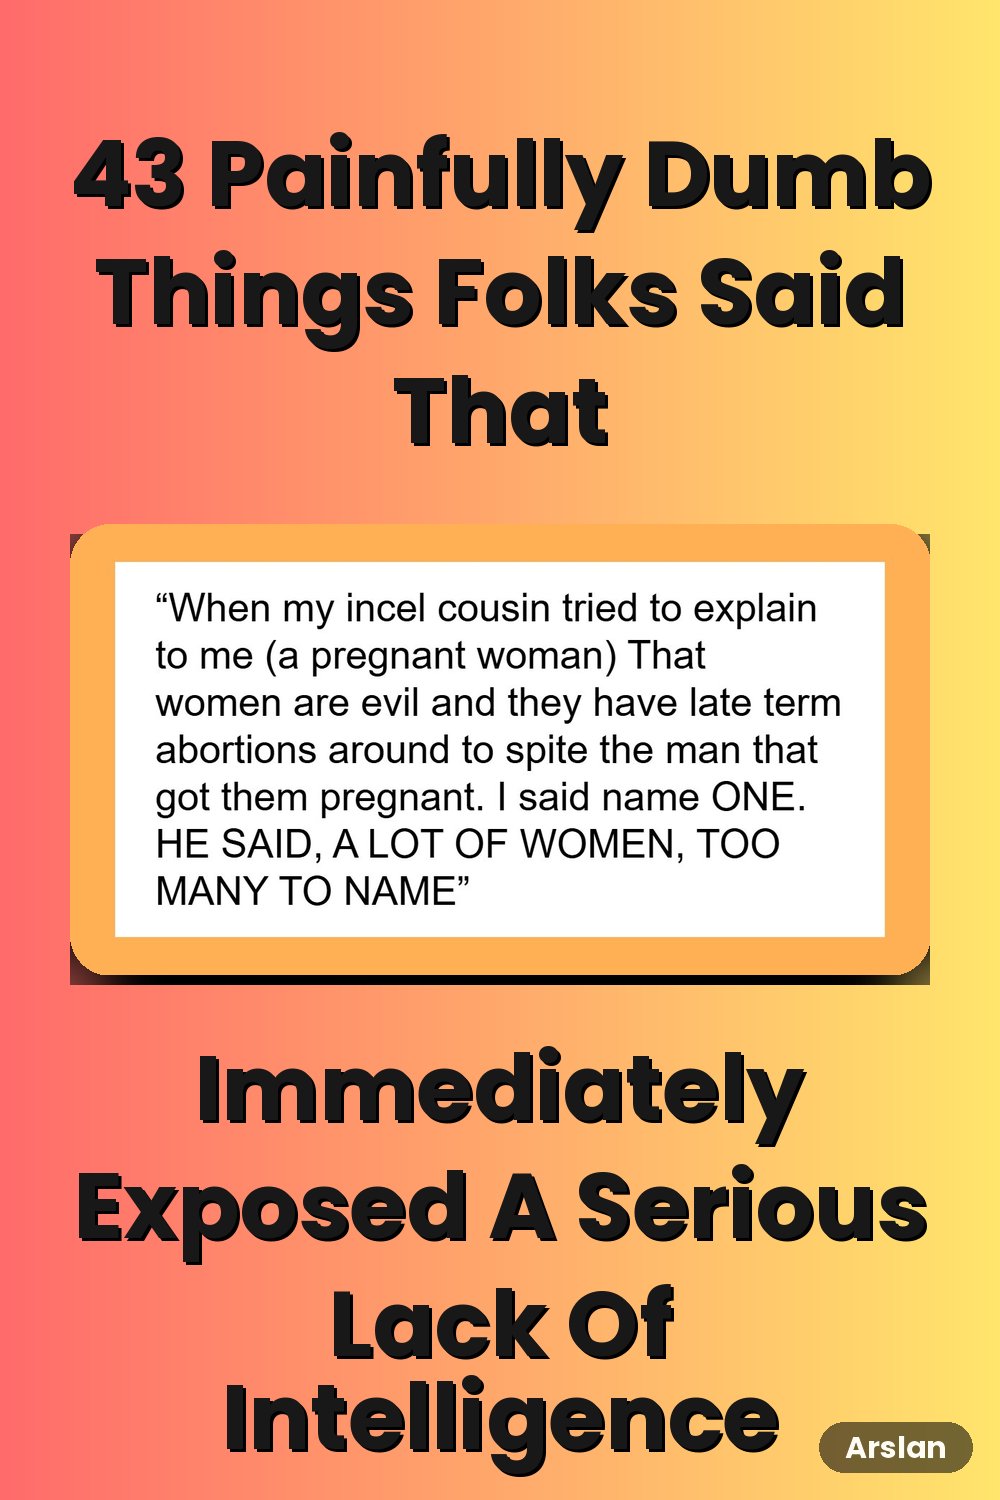 43 Painfully Dumb
Things Folks Said
That
“When my incel cousin tried to explain
to me (a pregnant woman) That
women are evil and they have late term
abortions around to spite the man that
got them pregnant. I said name ONE.
HE SAID, A LOT OF WOMEN, TOO
MANY TO NAME”
Immediately
Exposed A Serious
Lack Of
Intelligence
Arslan